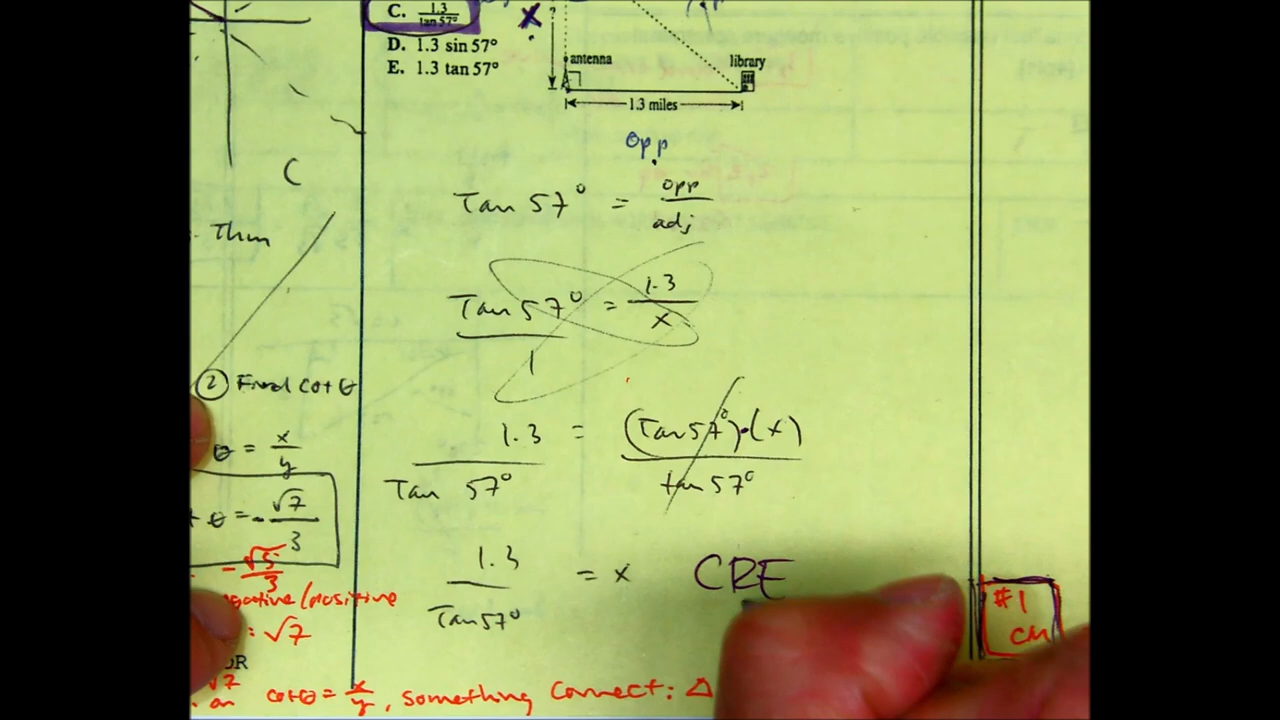 C. 1.3 / tan 57°
D. 1.3 sin 57°
E. 1.3 tan 57°
X
?
antenna
library
1.3 miles
opp
Tan 57° = opp / adj
Tan 57° / 1 = 1.3 / x
1.3 / Tan 57° = (Tan 57°)·(x) / tan 57°
1.3 / Tan 57° = x
CRE
C
Thm
② Find cot θ
θ = x / y
θ = -√7 / 3
-√5 / 3
/positive
= √7
OR
cot θ = x / y, something correct: Δ
#1